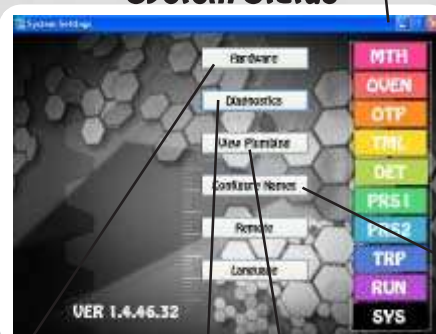 System Status
System Settings
Hardware
Diagnostics
View Plumbing
Configure Names
Remote
Language
MTH
OVEN
OTP
TML
DET
PRS1
PRS2
TRP
RUN
SYS
VER 1.4.46.32